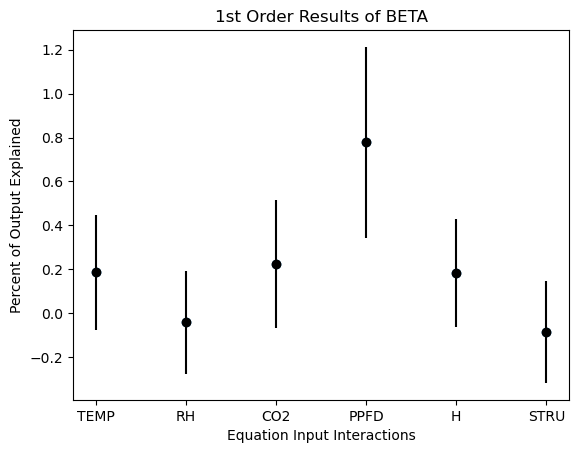 1st Order Results of BETA
Percent of Output Explained
1.2
1.0
0.8
0.6
0.4
0.2
0.0
−0.2
TEMP RH CO2 PPFD H STRU
Equation Input Interactions